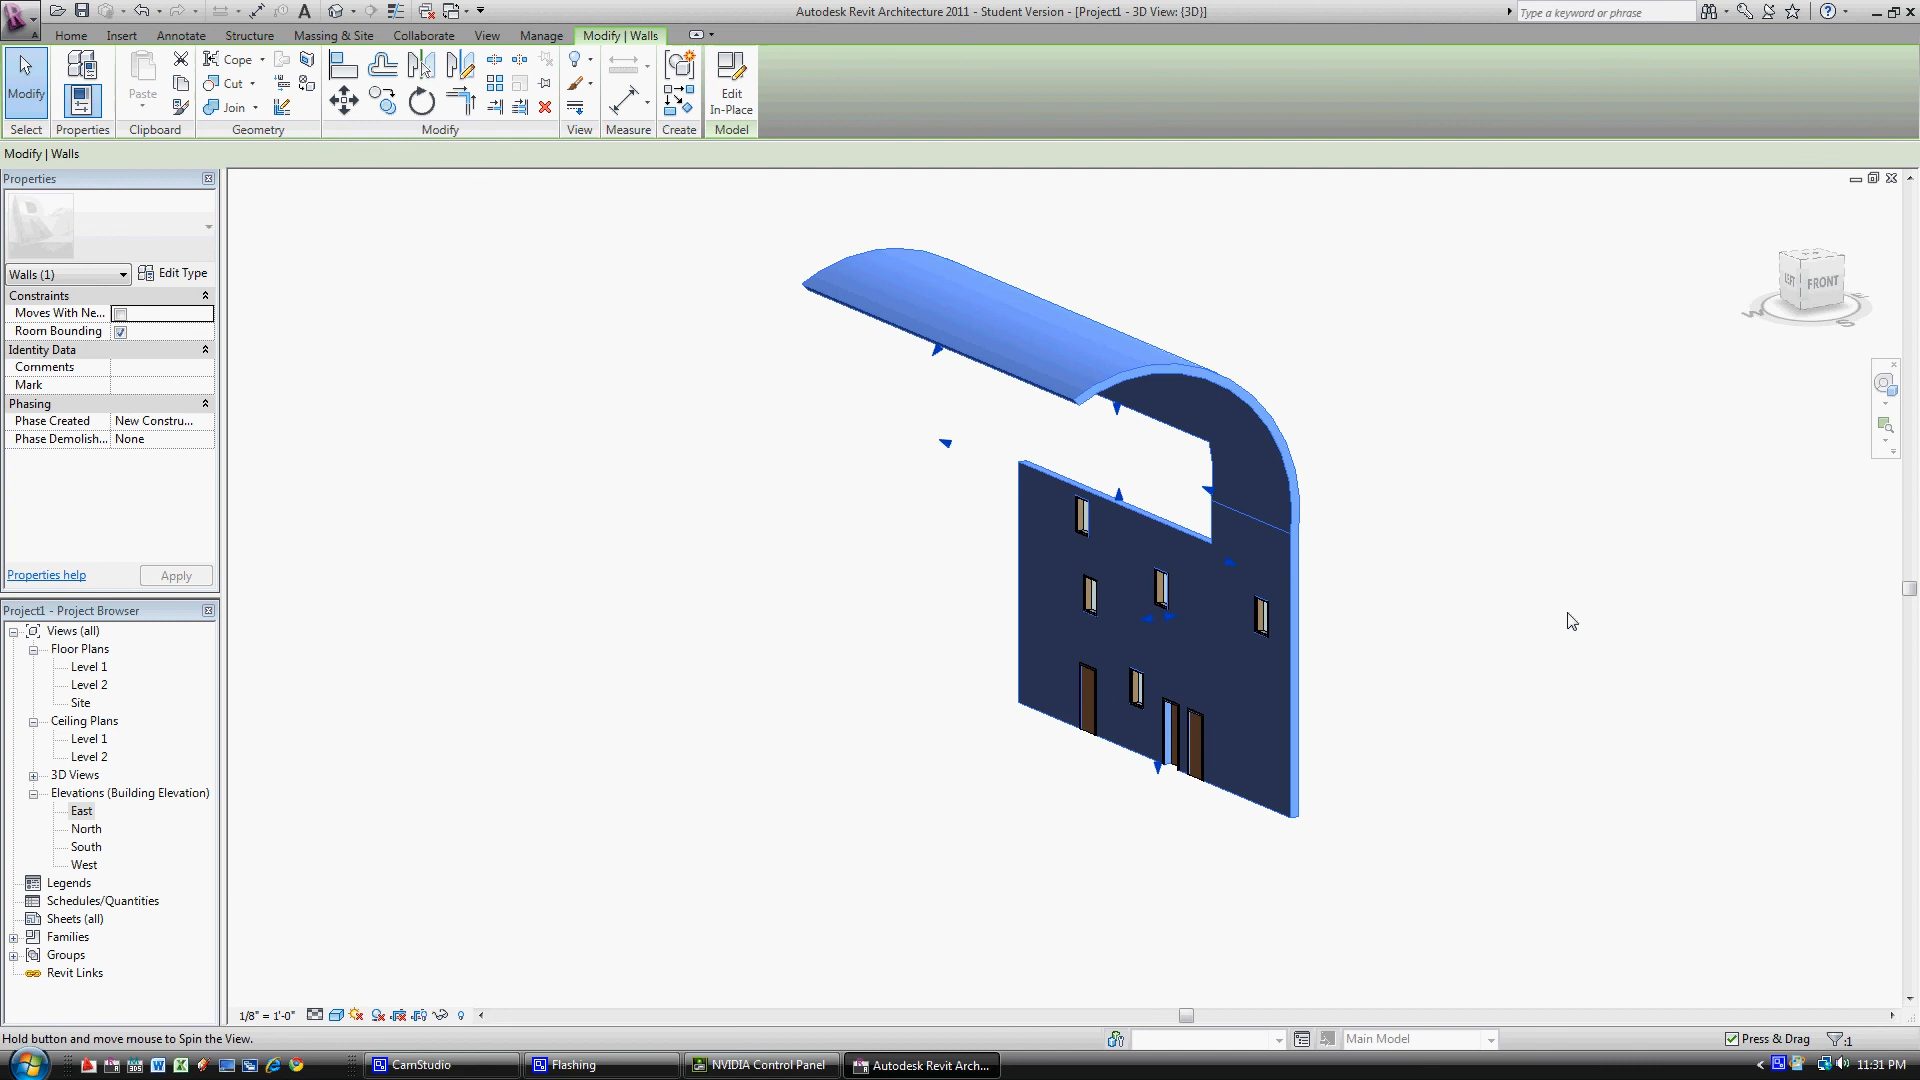 Autodesk Revit Architecture 2011 - Student Version - [Project1 - 3D View: {3D}]
Type a keyword or phrase
Home Insert Annotate Structure Massing & Site Collaborate View Manage Modify | Walls
Modify
Paste
Cope
Cut
Join
Edit
In-Place
Select Properties Clipboard Geometry Modify View Measure Create Model
Modify | Walls
Properties
Walls (1) Edit Type
Constraints
Moves With Ne...
Room Bounding
Identity Data
Comments
Mark
Phasing
Phase Created New Constru...
Phase Demolish... None
Properties help Apply
Project1 - Project Browser
Views (all)
Floor Plans
Level 1
Level 2
Site
Ceiling Plans
Level 1
Level 2
3D Views
Elevations (Building Elevation)
East
North
South
West
Legends
Schedules/Quantities
Sheets (all)
Families
Groups
Revit Links
LEFT FRONT
W S
1/8" = 1'-0"
Hold button and move mouse to Spin the View.
Main Model
Press & Drag
:1
CamStudio
Flashing
NVIDIA Control Panel
Autodesk Revit Arch...
11:31 PM